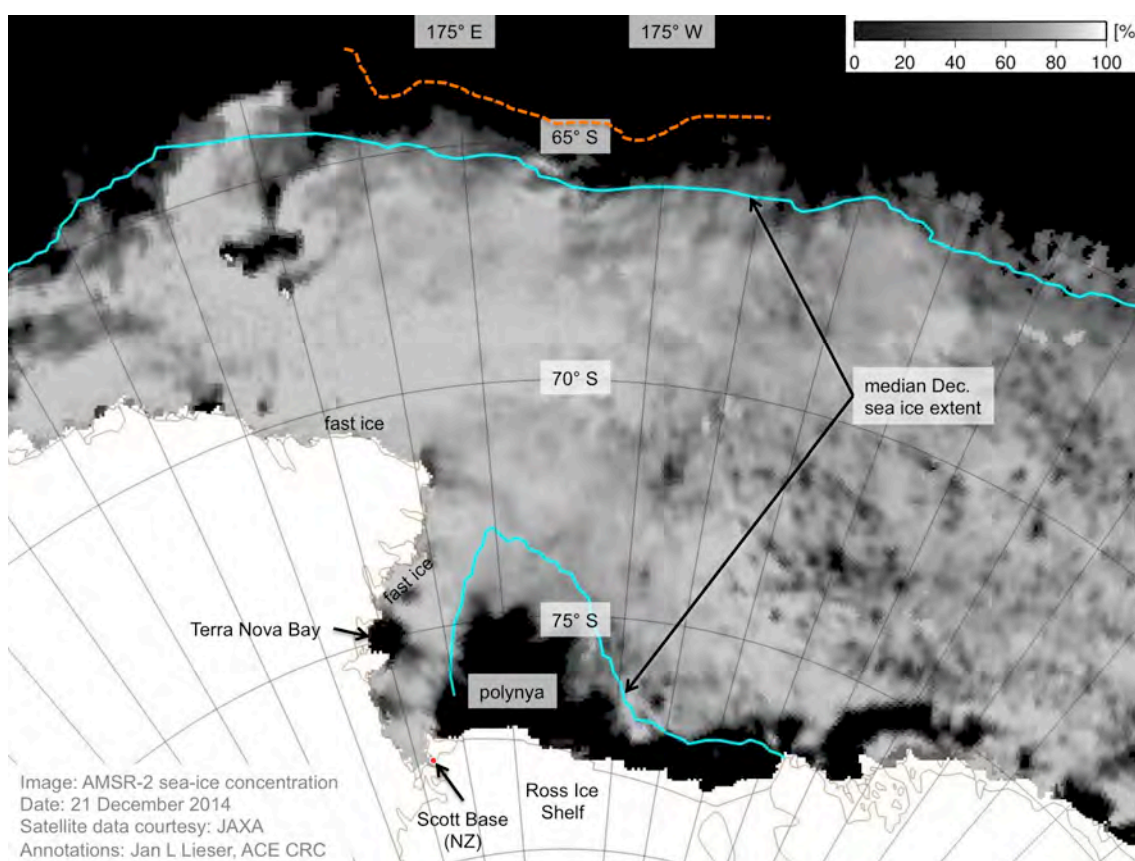 175° E
175° W
[%
0 20 40 60 80 100
65° S
70° S
median Dec.
sea ice extent
fast ice
fast ice
75° S
Terra Nova Bay
polynya
Ross Ice
Shelf
Scott Base
(NZ)
Image: AMSR-2 sea-ice concentration
Date: 21 December 2014
Satellite data courtesy: JAXA
Annotations: Jan L Lieser, ACE CRC